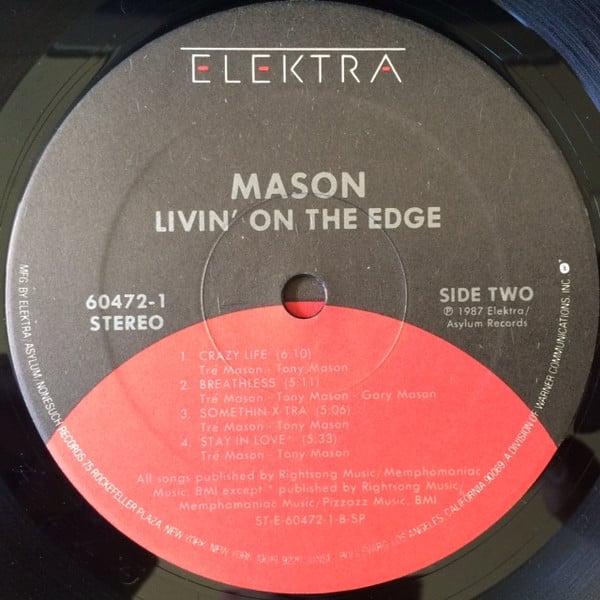 ELEKTRA
MASON
LIVIN' ON THE EDGE
60472-1
STEREO
SIDE TWO
℗ 1987 Elektra/
Asylum Records
1. CRAZY LIFE (6:10)
Tré Mason - Tony Mason
2. BREATHLESS (5:11)
Tré Mason - Tony Mason - Gary Mason
3. SOMETHIN-X-TRA (5:06)
Tré Mason - Tony Mason
4. STAY IN LOVE* (5:33)
Tré Mason - Tony Mason
All songs published by Rightsong Music/Memphomaniac
Music, BMI except * published by Rightsong Music/
Memphomaniac Music/Pizzazz Music, BMI
ST-E-60472-1-B-SP
MFG. BY ELEKTRA/ASYLUM/NONESUCH RECORDS, 75 ROCKEFELLER PLAZA, NEW YORK, NEW YORK LOS ANGELES, CALIFORNIA 90069. A DIVISION OF WARNER COMMUNICATIONS, INC.